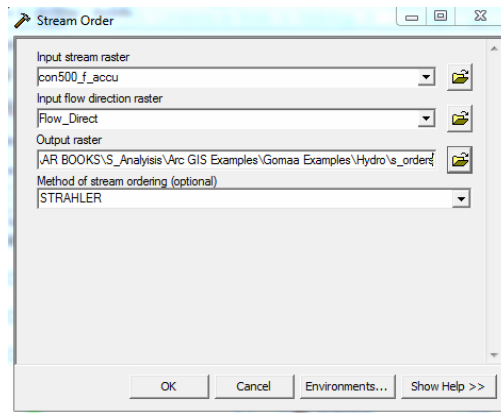 Stream Order
Input stream raster
con500_f_accu
Input flow direction raster
Flow_Direct
Output raster
.AR BOOKS\S_Analyisis\Arc GIS Examples\Gomaa Examples\Hydro\s_orders
Method of stream ordering (optional)
STRAHLER
OK Cancel Environments... Show Help >>